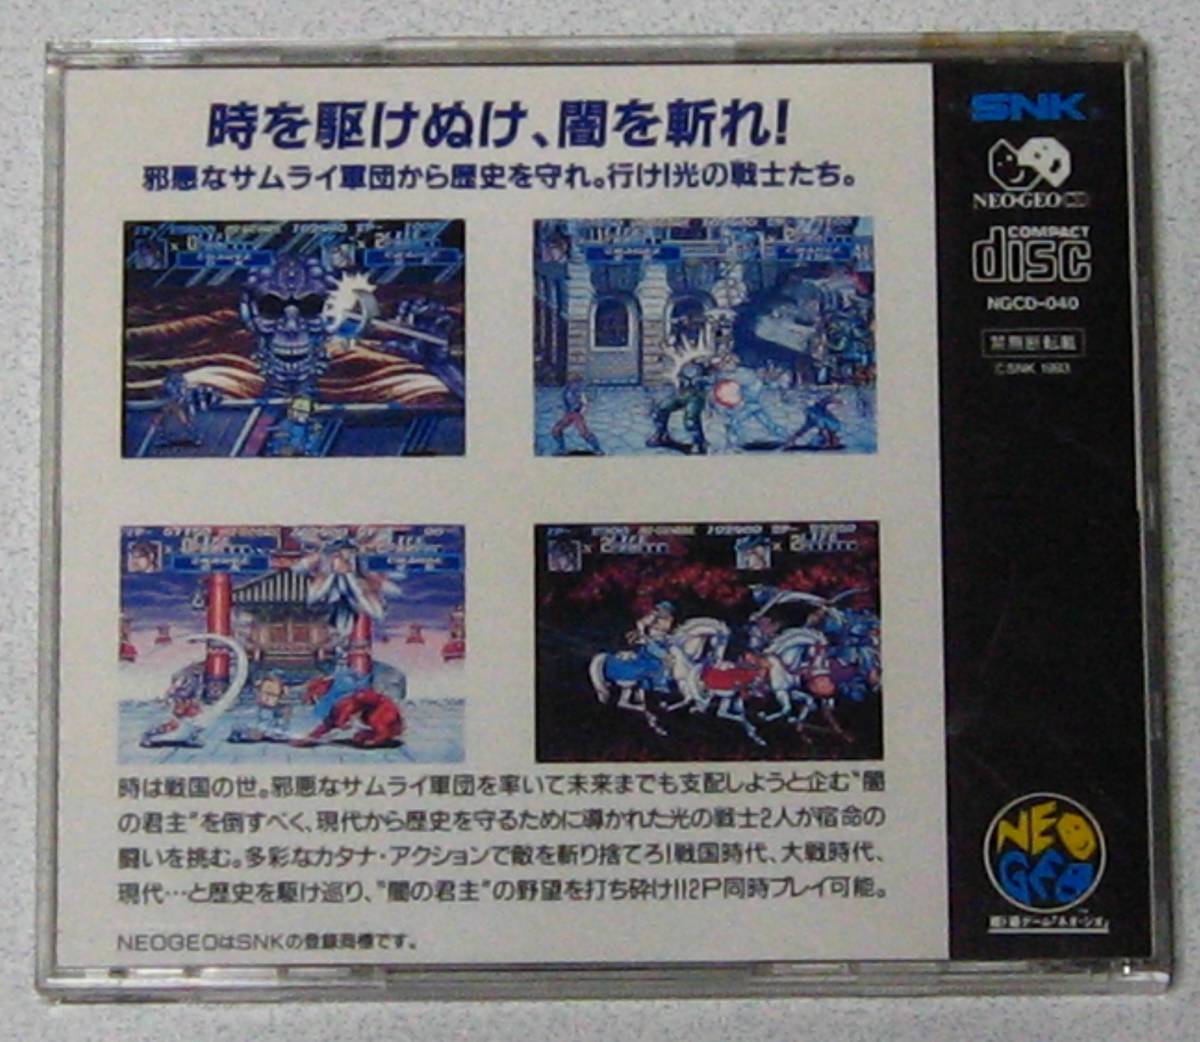 時を駆けぬけ、闇を斬れ!
邪悪なサムライ軍団から歴史を守れ。行け!光の戦士たち。
時は戦国の世。邪悪なサムライ軍団を率いて未来までも支配しようと企む"闇
の君主"を倒すべく、現代から歴史を守るために導かれた光の戦士2人が宿命の
闘いを挑む。多彩なカタナ・アクションで敵を斬り捨てろ!戦国時代、大戦時代、
現代…と歴史を駆け巡り、"闇の君主"の野望を打ち砕け!!2P同時プレイ可能。
NEOGEOはSNKの登録商標です。
SNK
NEO・GEO CD
COMPACT
disc
NGCD-040
禁無断転載
©SNK 1993
NEO
GEO